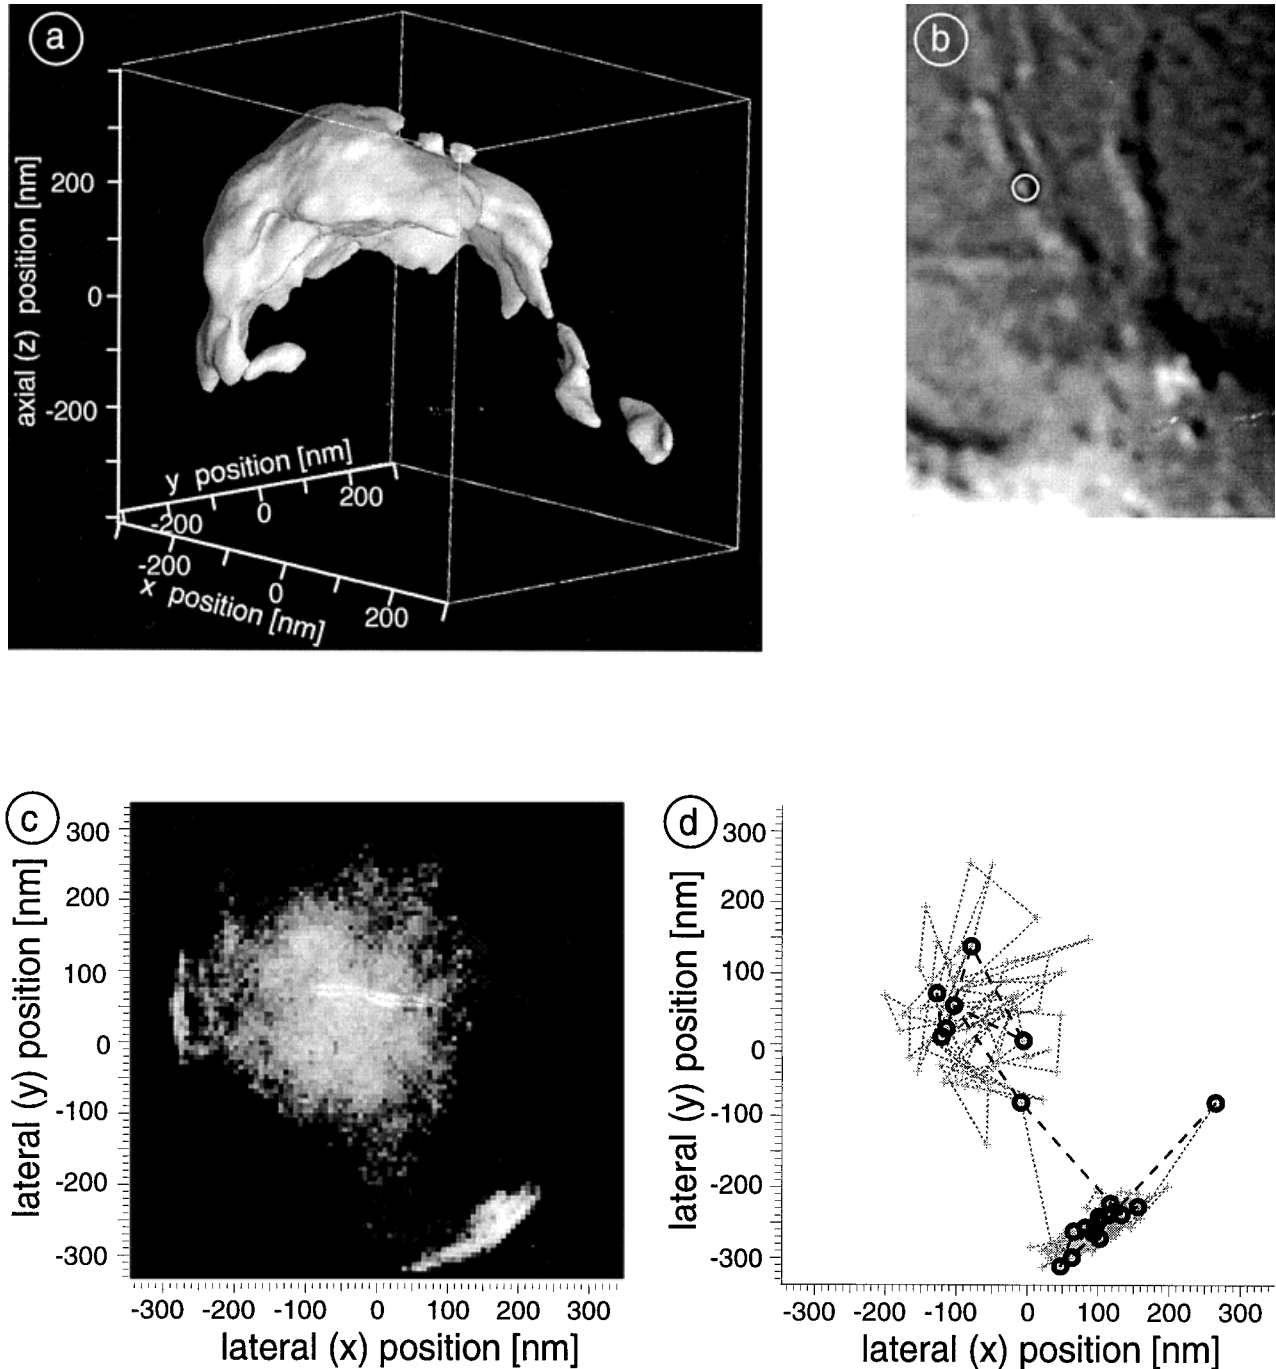 a
axial (z) position [nm]
200
0
-200
y position [nm]
-200
0
200
-200
0
200
x position [nm]
b
c
lateral (y) position [nm]
300
200
100
0
-100
-200
-300
-300 -200 -100 0 100 200 300
lateral (x) position [nm]
d
lateral (y) position [nm]
300
200
100
0
-100
-200
-300
-300 -200 -100 0 100 200 300
lateral (x) position [nm]